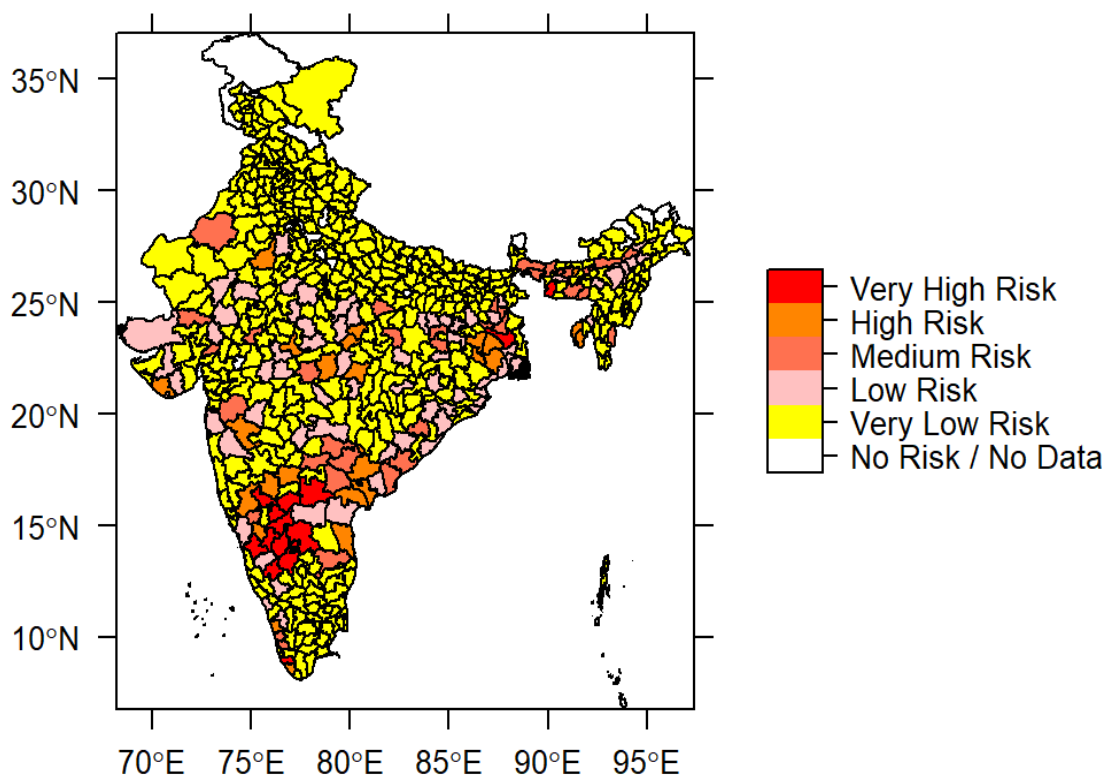 35°N
30°N
25°N
20°N
15°N
10°N
70°E 75°E 80°E 85°E 90°E 95°E
Very High Risk
High Risk
Medium Risk
Low Risk
Very Low Risk
No Risk / No Data